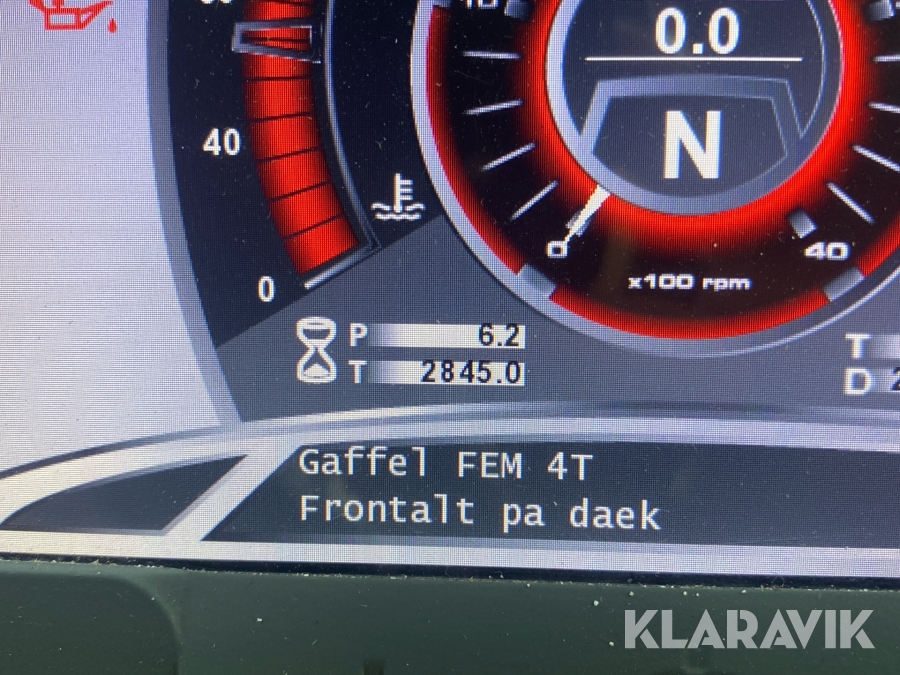 0.0
40
N
0
0
40
x100 rpm
P 6.2
T 2845.0
T
D 2
Gaffel FEM 4T
Frontalt pa daek
KLARAVIK